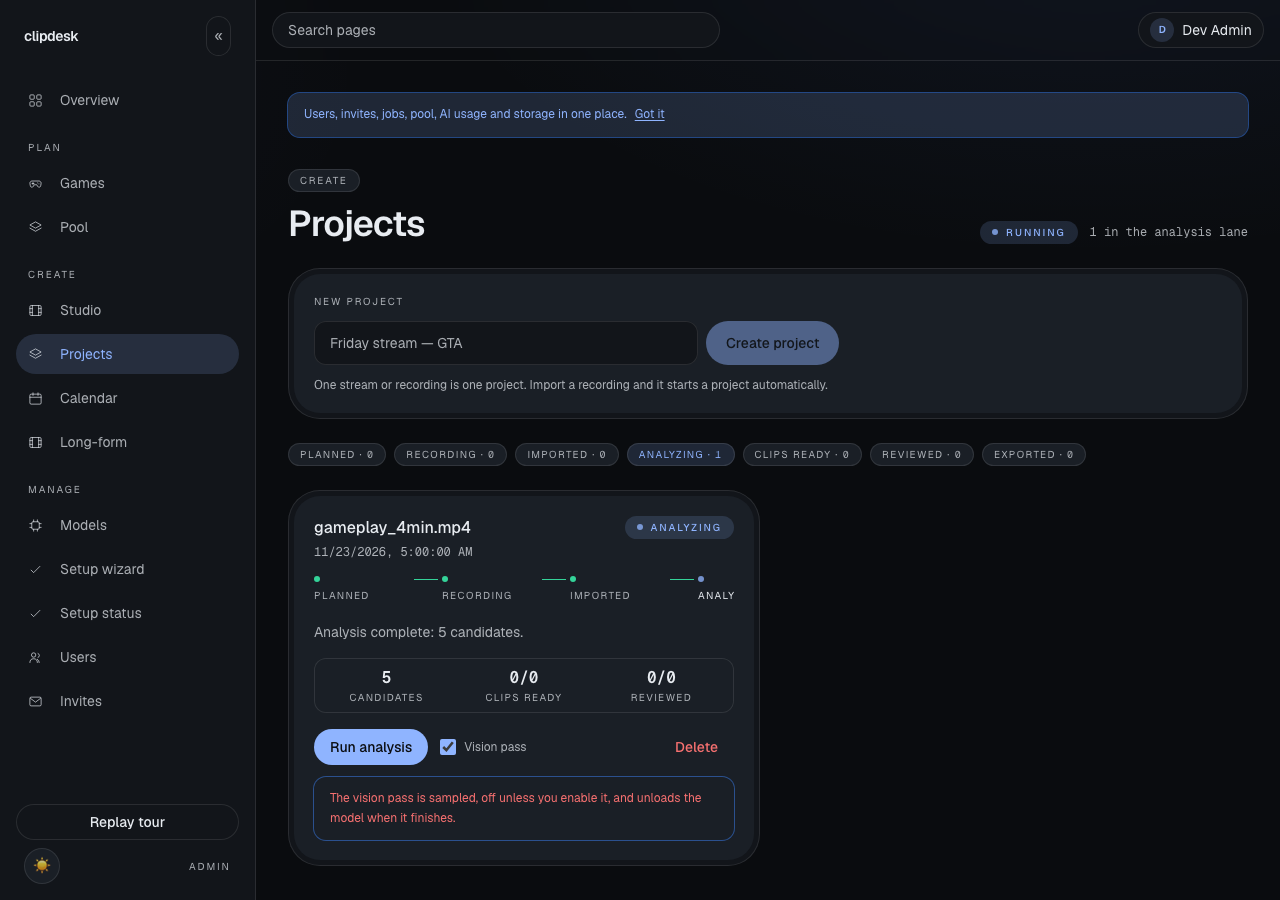 clipdesk
«
Search pages
D
Dev Admin
Overview
PLAN
Games
Pool
CREATE
Studio
Projects
Calendar
Long-form
MANAGE
Models
Setup wizard
Setup status
Users
Invites
Replay tour
ADMIN
Users, invites, jobs, pool, AI usage and storage in one place. Got it
CREATE
Projects
RUNNING
1 in the analysis lane
NEW PROJECT
Friday stream — GTA
Create project
One stream or recording is one project. Import a recording and it starts a project automatically.
PLANNED · 0
RECORDING · 0
IMPORTED · 0
ANALYZING · 1
CLIPS READY · 0
REVIEWED · 0
EXPORTED · 0
gameplay_4min.mp4
ANALYZING
11/23/2026, 5:00:00 AM
PLANNED
RECORDING
IMPORTED
ANALY
Analysis complete: 5 candidates.
5
CANDIDATES
0/0
CLIPS READY
0/0
REVIEWED
Run analysis
Vision pass
Delete
The vision pass is sampled, off unless you enable it, and unloads the
model when it finishes.